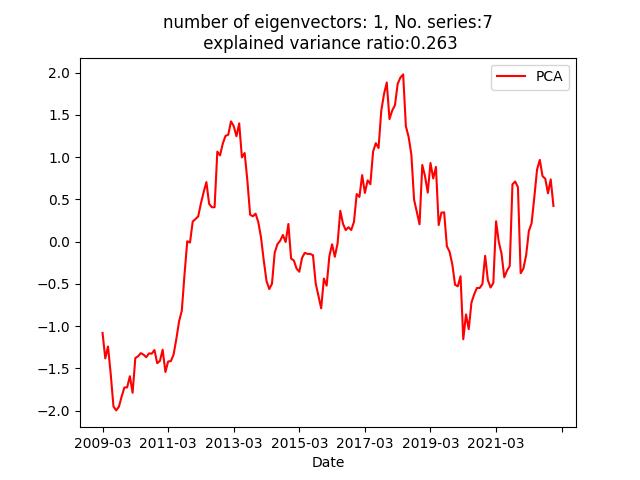 number of eigenvectors: 1, No. series:7
explained variance ratio:0.263
PCA
2.0
1.5
1.0
0.5
0.0
−0.5
−1.0
−1.5
−2.0
2009-03 2011-03 2013-03 2015-03 2017-03 2019-03 2021-03
Date